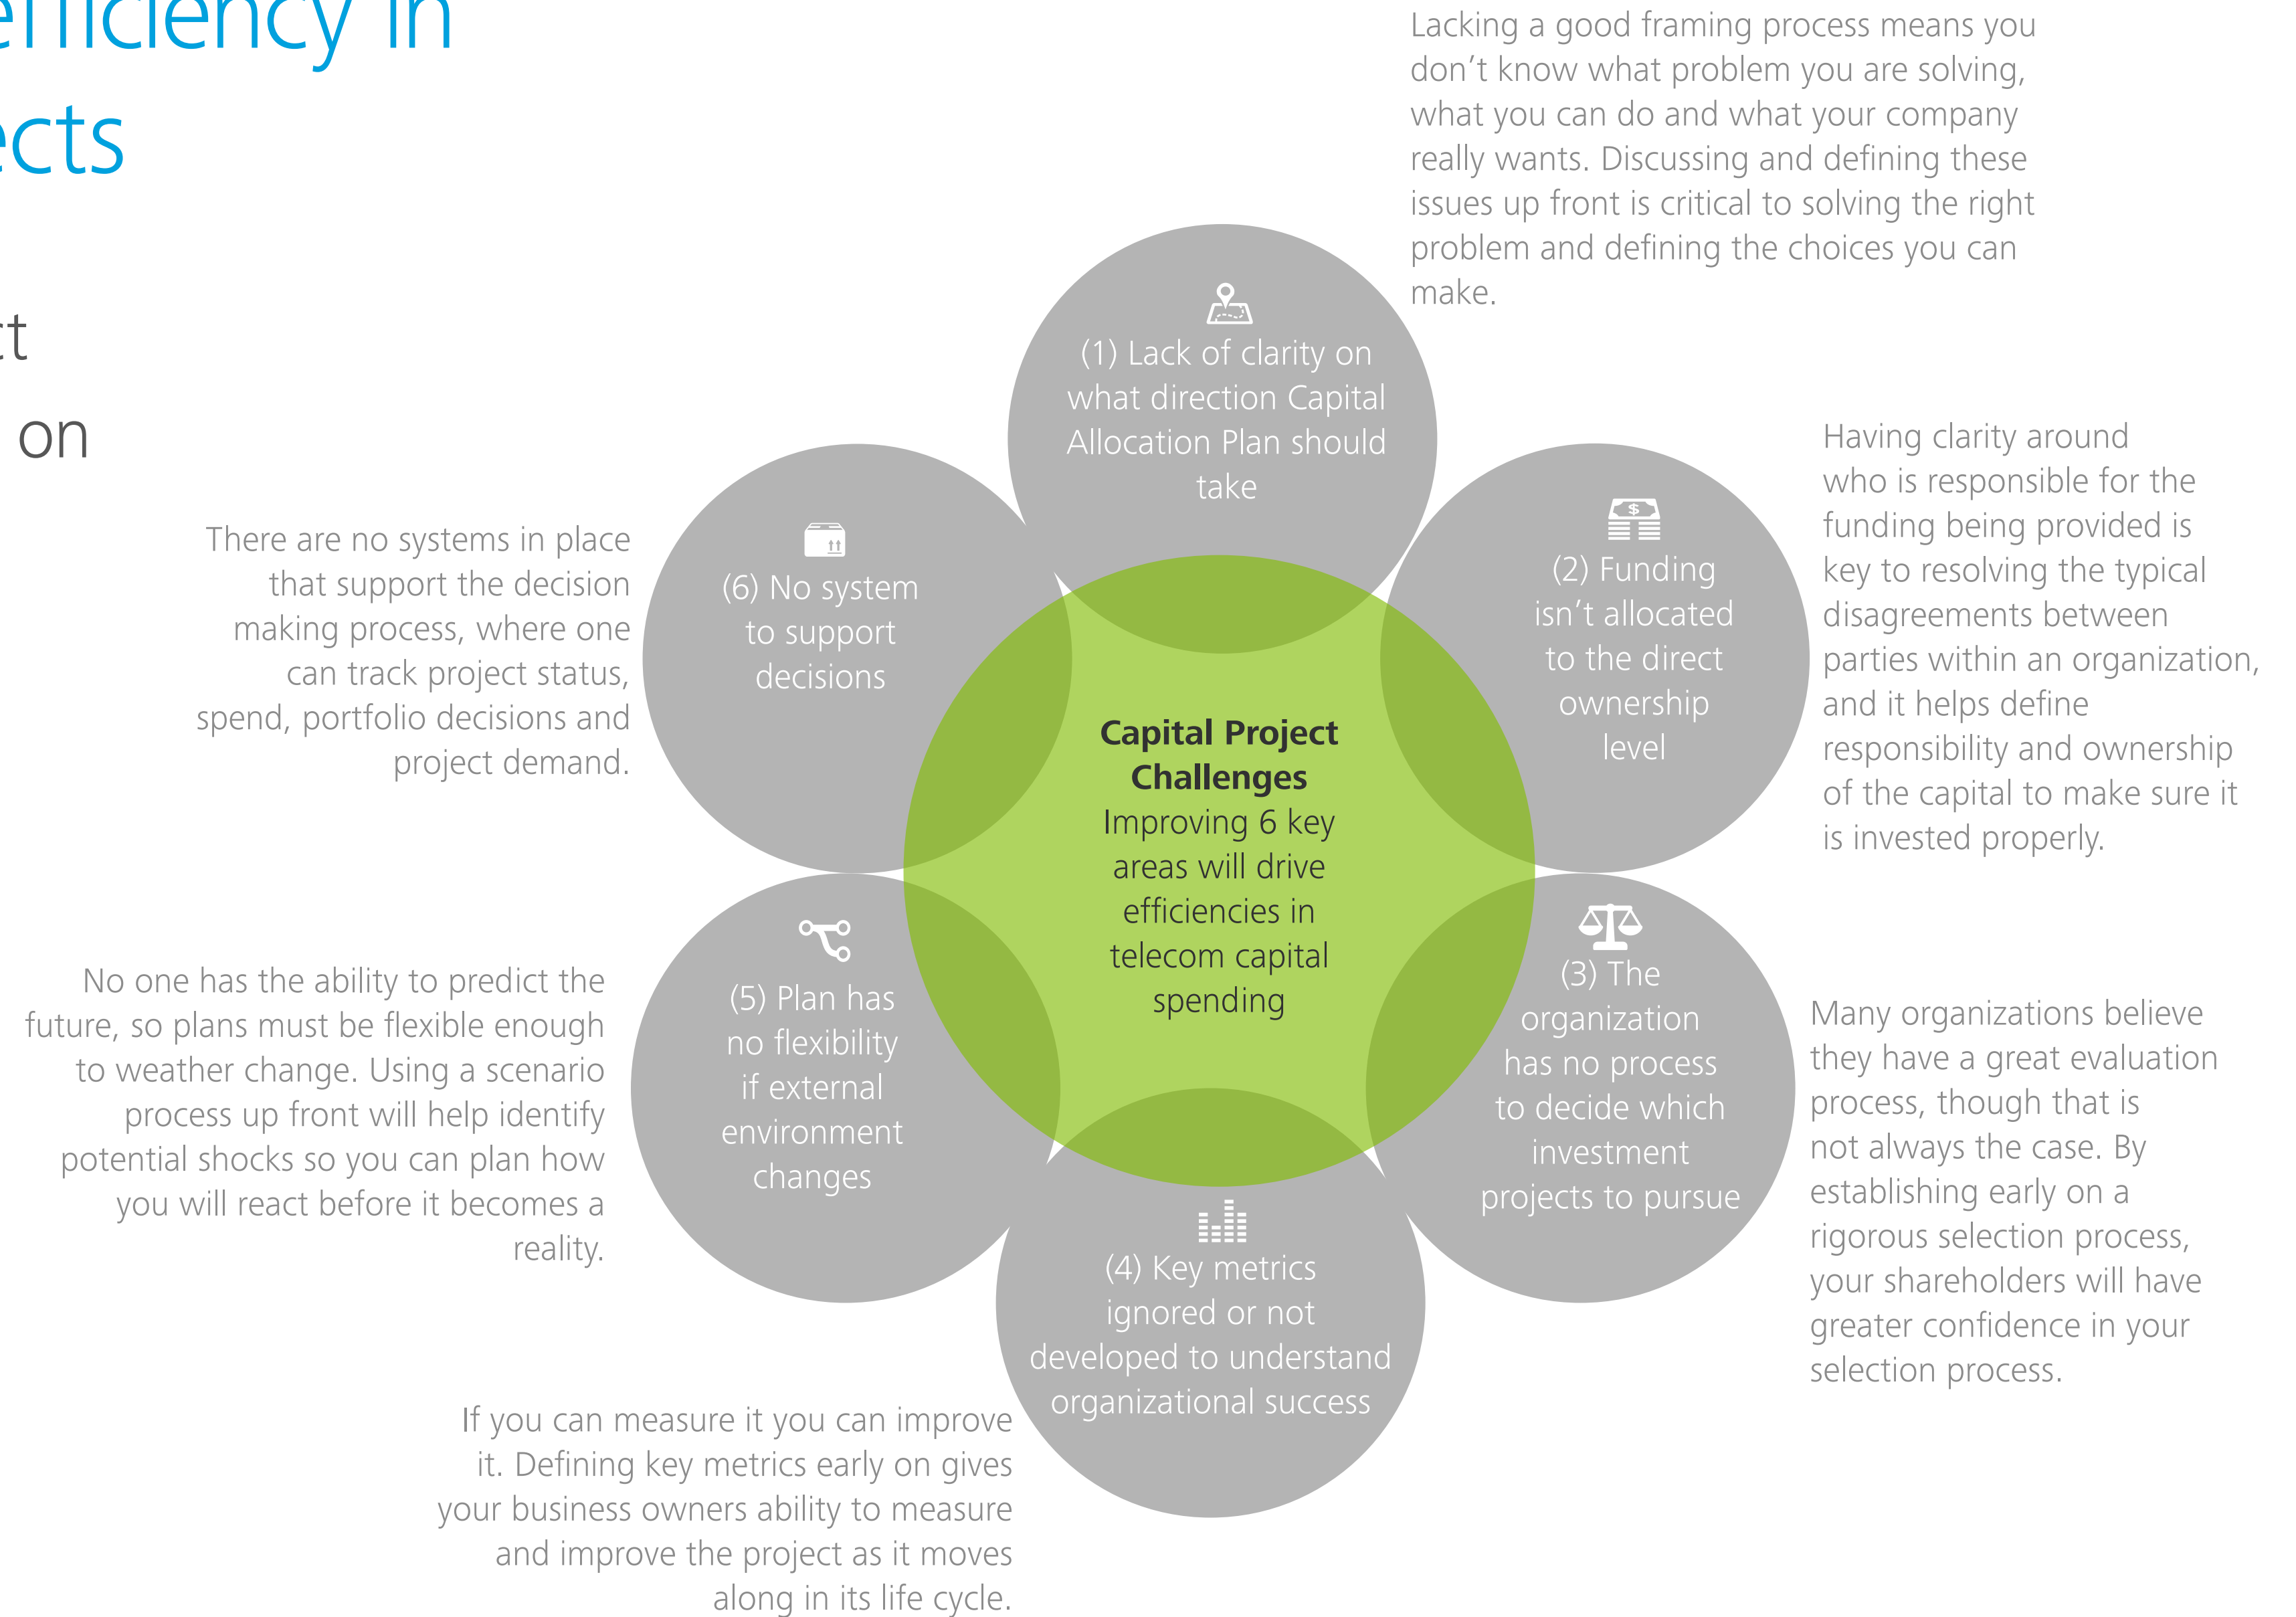 efficiency in
ects
ct
on
Lacking a good framing process means you
don’t know what problem you are solving,
what you can do and what your company
really wants. Discussing and defining these
issues up front is critical to solving the right
problem and defining the choices you can
make.
(1) Lack of clarity on
what direction Capital
Allocation Plan should
take
Having clarity around
who is responsible for the
funding being provided is
key to resolving the typical
disagreements between
parties within an organization,
and it helps define
responsibility and ownership
of the capital to make sure it
is invested properly.
(2) Funding
isn’t allocated
to the direct
ownership
level
Many organizations believe
they have a great evaluation
process, though that is
not always the case. By
establishing early on a
rigorous selection process,
your shareholders will have
greater confidence in your
selection process.
(3) The
organization
has no process
to decide which
investment
projects to pursue
(4) Key metrics
ignored or not
developed to understand
organizational success
If you can measure it you can improve
it. Defining key metrics early on gives
your business owners ability to measure
and improve the project as it moves
along in its life cycle.
(5) Plan has
no flexibility
if external
environment
changes
No one has the ability to predict the
future, so plans must be flexible enough
to weather change. Using a scenario
process up front will help identify
potential shocks so you can plan how
you will react before it becomes a
reality.
(6) No system
to support
decisions
There are no systems in place
that support the decision
making process, where one
can track project status,
spend, portfolio decisions and
project demand.
Capital Project
Challenges
Improving 6 key
areas will drive
efficiencies in
telecom capital
spending